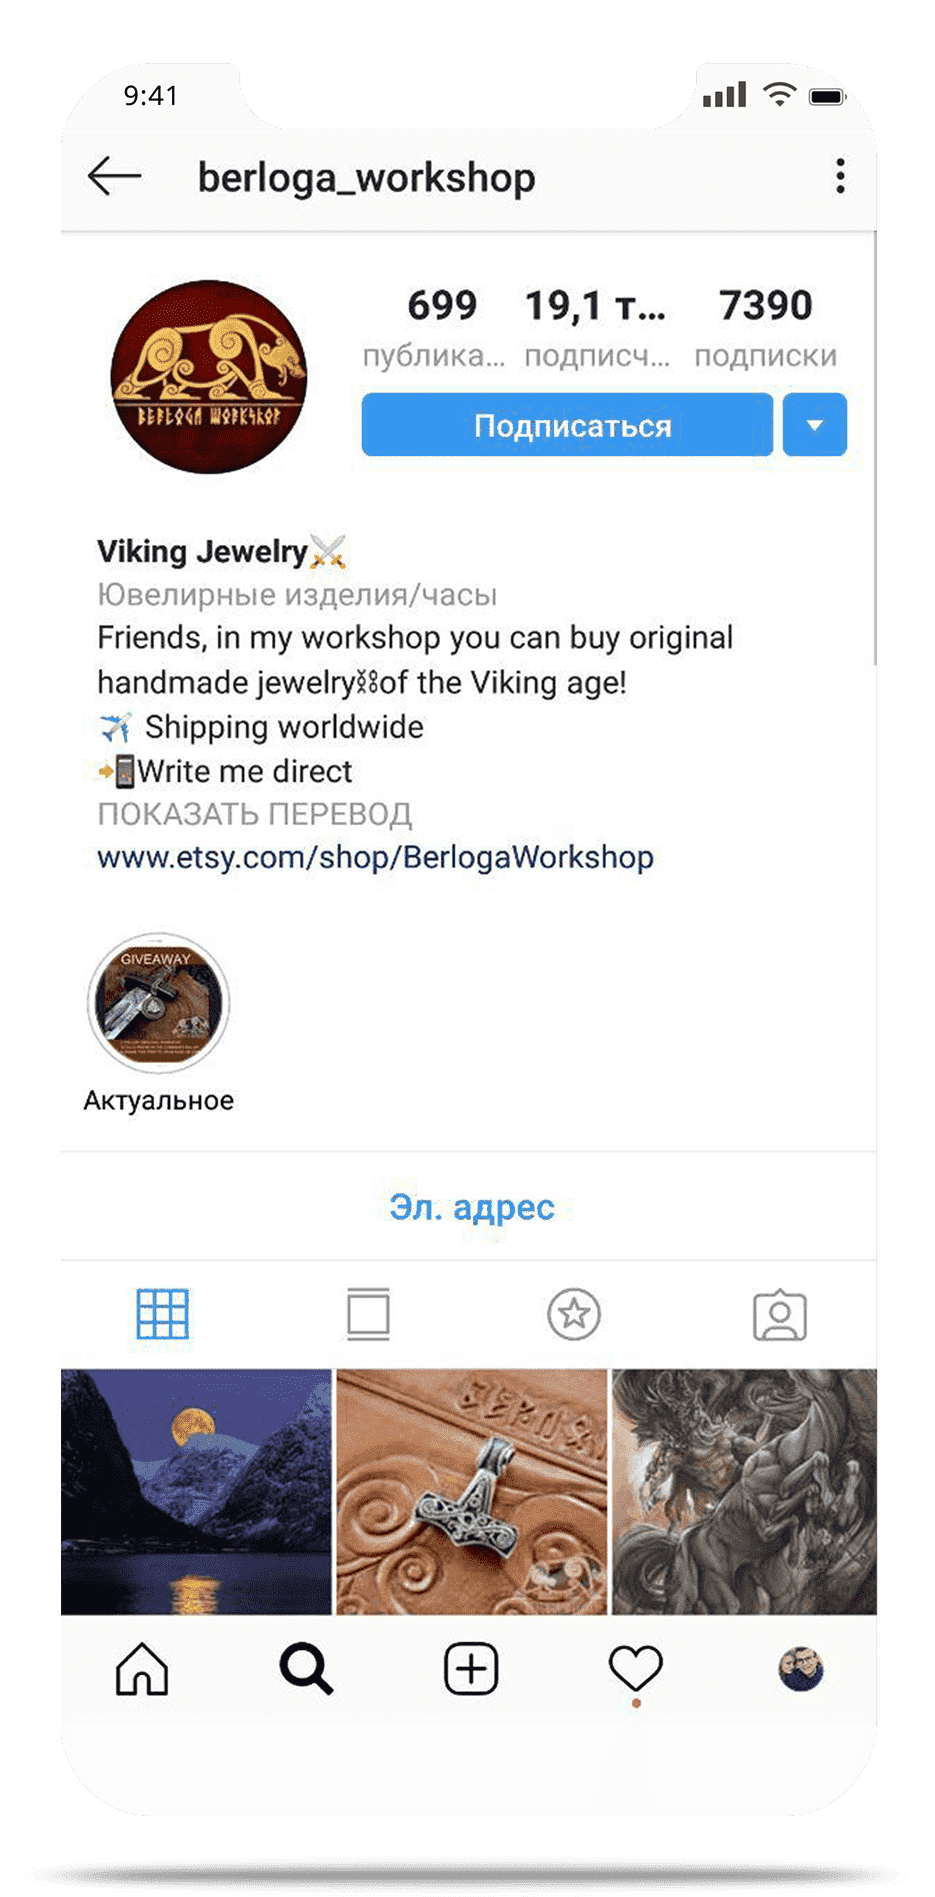 9:41
berloga_workshop
699 19,1 т... 7390
публика... подписч... подписки
Подписаться
BERLOGA WORKSHOP
Viking Jewelry⚔️
Ювелирные изделия/часы
Friends, in my workshop you can buy original
handmade jewelry⛓of the Viking age!
✈️ Shipping worldwide
📲Write me direct
ПОКАЗАТЬ ПЕРЕВОД
www.etsy.com/shop/BerlogaWorkshop
GIVEAWAY
Актуальное
Эл. адрес